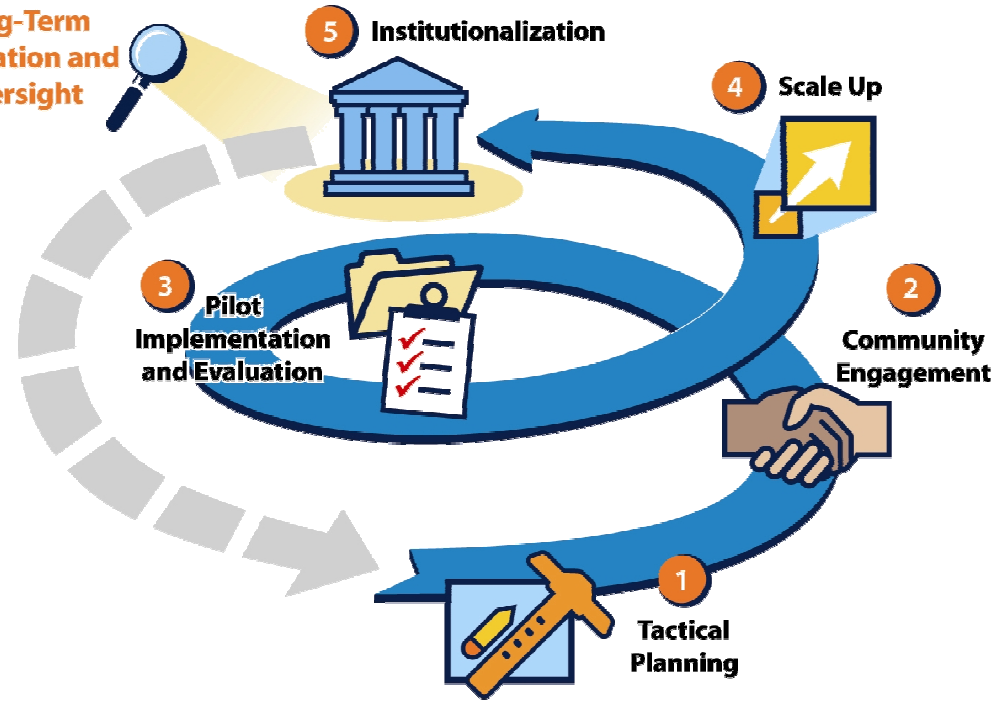 g-Term
ation and
ersight
5 Institutionalization
4 Scale Up
3 Pilot
Implementation
and Evaluation
2
Community
Engagement
1
Tactical
Planning